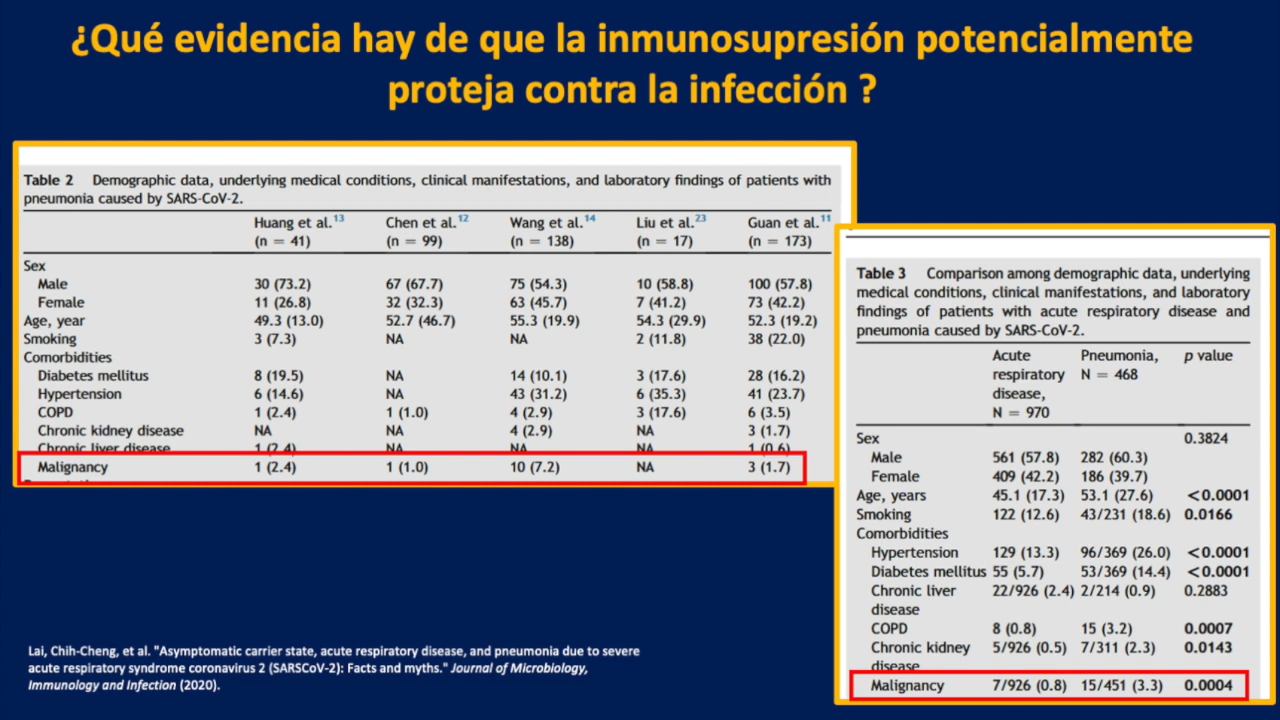 ¿Qué evidencia hay de que la inmunosupresión potencialmente
proteja contra la infección ?
Table 2 Demographic data, underlying medical conditions, clinical manifestations, and laboratory findings of patients with
pneumonia caused by SARS-CoV-2.
Huang et al.13 Chen et al.12 Wang et al.14 Liu et al.23 Guan et al.11
(n = 41) (n = 99) (n = 138) (n = 17) (n = 173)
Sex
Male 30 (73.2) 67 (67.7) 75 (54.3) 10 (58.8) 100 (57.8)
Female 11 (26.8) 32 (32.3) 63 (45.7) 7 (41.2) 73 (42.2)
Age, year 49.3 (13.0) 52.7 (46.7) 55.3 (19.9) 54.3 (29.9) 52.3 (19.2)
Smoking 3 (7.3) NA NA 2 (11.8) 38 (22.0)
Comorbidities
Diabetes mellitus 8 (19.5) NA 14 (10.1) 3 (17.6) 28 (16.2)
Hypertension 6 (14.6) NA 43 (31.2) 6 (35.3) 41 (23.7)
COPD 1 (2.4) 1 (1.0) 4 (2.9) 3 (17.6) 6 (3.5)
Chronic kidney disease NA NA 4 (2.9) NA 3 (1.7)
Chronic liver disease 1 (2.4) NA NA NA 1 (0.6)
Malignancy 1 (2.4) 1 (1.0) 10 (7.2) NA 3 (1.7)
Table 3 Comparison among demographic data, underlying
medical conditions, clinical manifestations, and laboratory
findings of patients with acute respiratory disease and
pneumonia caused by SARS-CoV-2.
Acute Pneumonia, p value
respiratory N = 468
disease,
N = 970
Sex 0.3824
Male 561 (57.8) 282 (60.3)
Female 409 (42.2) 186 (39.7)
Age, years 45.1 (17.3) 53.1 (27.6) <0.0001
Smoking 122 (12.6) 43/231 (18.6) 0.0166
Comorbidities
Hypertension 129 (13.3) 96/369 (26.0) <0.0001
Diabetes mellitus 55 (5.7) 53/369 (14.4) <0.0001
Chronic liver 22/926 (2.4) 2/214 (0.9) 0.2883
disease
COPD 8 (0.8) 15 (3.2) 0.0007
Chronic kidney 5/926 (0.5) 7/311 (2.3) 0.0143
disease
Malignancy 7/926 (0.8) 15/451 (3.3) 0.0004
Lai, Chih-Cheng, et al. "Asymptomatic carrier state, acute respiratory disease, and pneumonia due to severe
acute respiratory syndrome coronavirus 2 (SARSCoV-2): Facts and myths." Journal of Microbiology,
Immunology and Infection (2020).